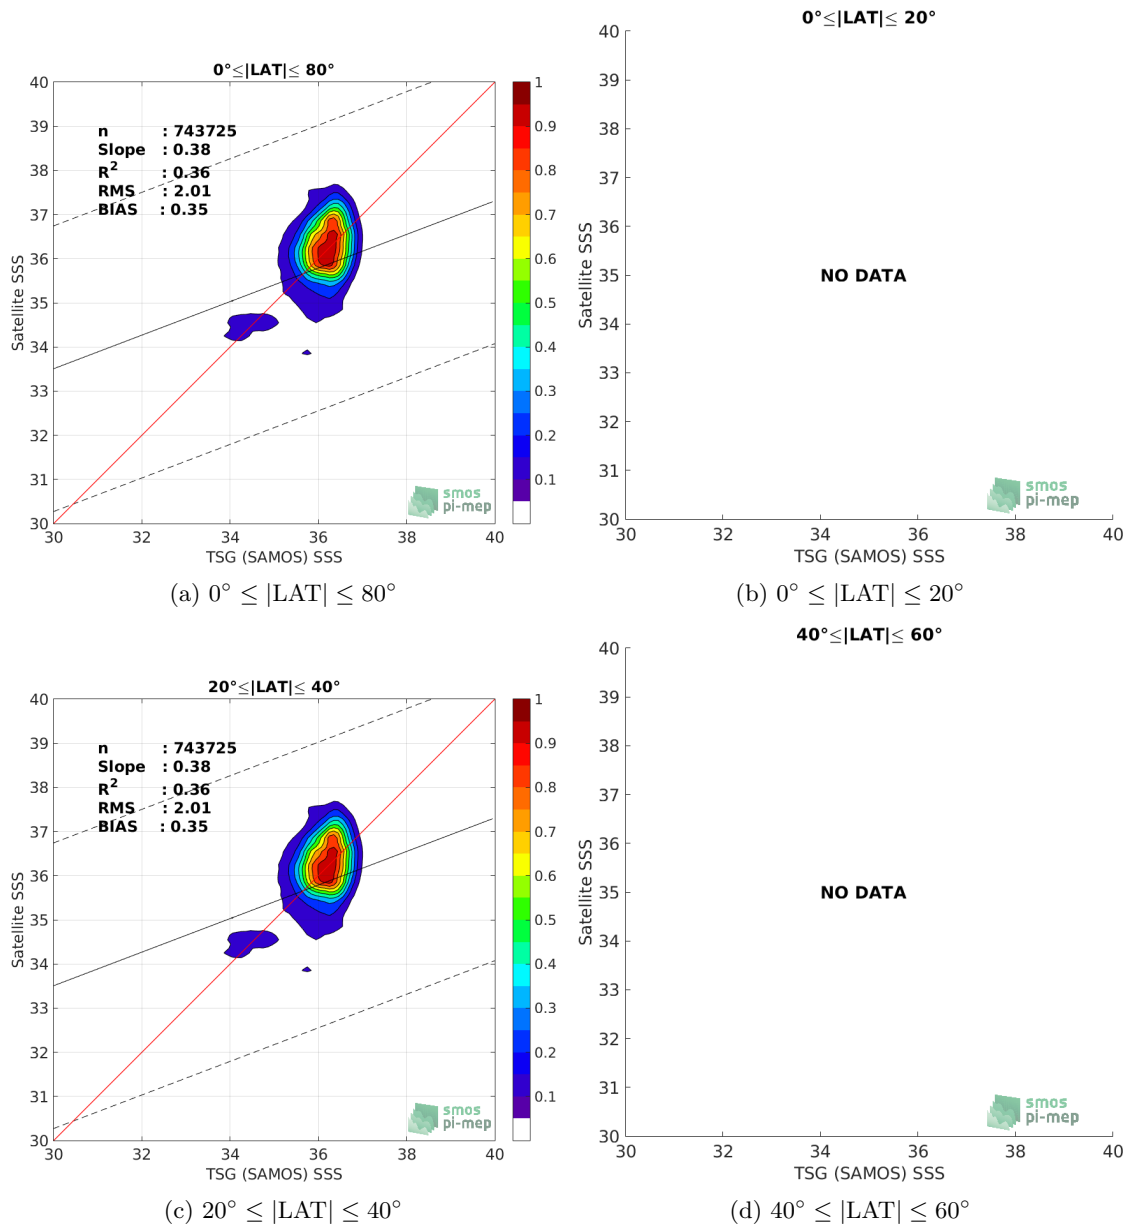 0°≤|LAT|≤ 80°
40
39
38
37
36
35
34
33
32
31
30
Satellite SSS
n : 743725
Slope : 0.38
R2 : 0.36
RMS : 2.01
BIAS : 0.35
smos
pi-mep
30 32 34 36 38 40
TSG (SAMOS) SSS
1
0.9
0.8
0.7
0.6
0.5
0.4
0.3
0.2
0.1
(a) 0° ≤ |LAT| ≤ 80°
0°≤|LAT|≤ 20°
40
39
38
37
36
35
34
33
32
31
30
Satellite SSS
NO DATA
smos
pi-mep
30 32 34 36 38 40
TSG (SAMOS) SSS
(b) 0° ≤ |LAT| ≤ 20°
20°≤|LAT|≤ 40°
40
39
38
37
36
35
34
33
32
31
30
Satellite SSS
n : 743725
Slope : 0.38
R2 : 0.36
RMS : 2.01
BIAS : 0.35
smos
pi-mep
30 32 34 36 38 40
TSG (SAMOS) SSS
1
0.9
0.8
0.7
0.6
0.5
0.4
0.3
0.2
0.1
(c) 20° ≤ |LAT| ≤ 40°
40°≤|LAT|≤ 60°
40
39
38
37
36
35
34
33
32
31
30
Satellite SSS
NO DATA
smos
pi-mep
30 32 34 36 38 40
TSG (SAMOS) SSS
(d) 40° ≤ |LAT| ≤ 60°